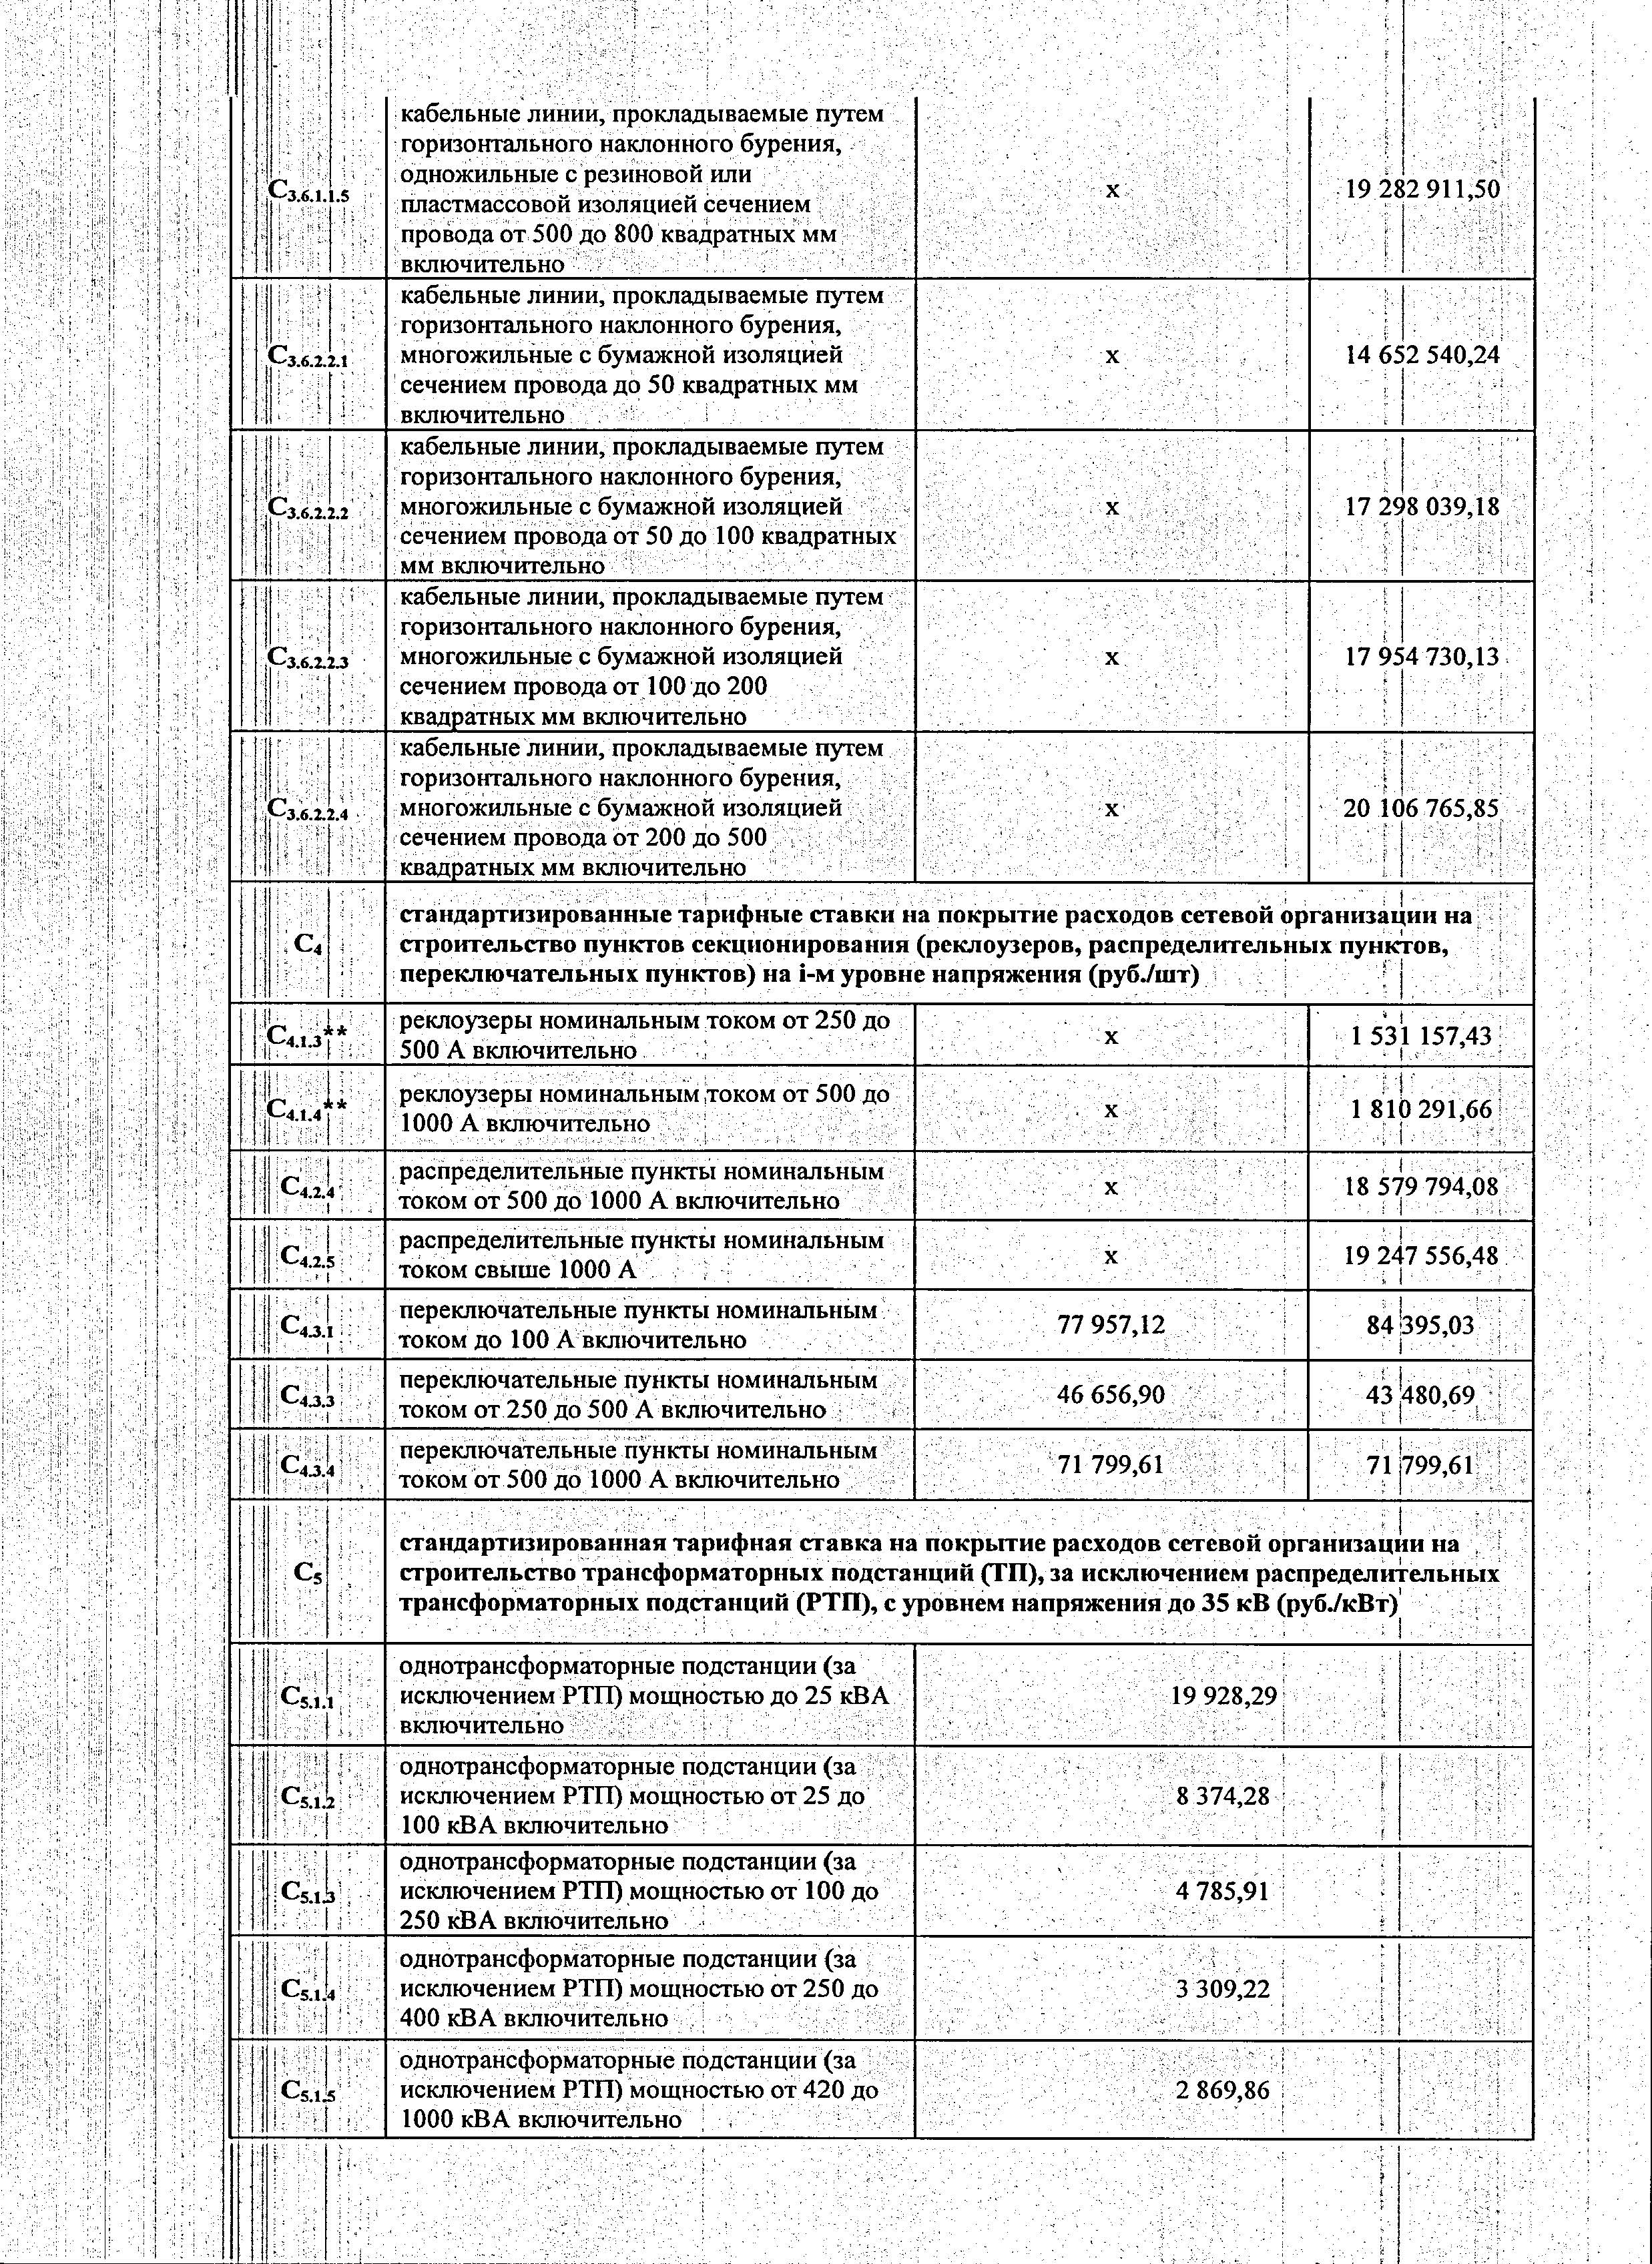 кабельные линии, прокладываемые путем
горизонтального наклонного бурения,
одножильные с резиновой или
С3.6.1.1.5 пластмассовой изоляцией сечением х 19 282 911,50
провода от 500 до 800 квадратных мм
включительно
кабельные линии, прокладываемые путем
горизонтального наклонного бурения,
С3.6.2.2.1 многожильные с бумажной изоляцией х 14 652 540,24
сечением провода до 50 квадратных мм
включительно
кабельные линии, прокладываемые путем
горизонтального наклонного бурения,
С3.6.2.2.2 многожильные с бумажной изоляцией х 17 298 039,18
сечением провода от 50 до 100 квадратных
мм включительно
кабельные линии, прокладываемые путем
горизонтального наклонного бурения,
С3.6.2.2.3 многожильные с бумажной изоляцией х 17 954 730,13
сечением провода от 100 до 200
квадратных мм включительно
кабельные линии, прокладываемые путем
горизонтального наклонного бурения,
С3.6.2.2.4 многожильные с бумажной изоляцией х 20 106 765,85
сечением провода от 200 до 500
квадратных мм включительно
стандартизированные тарифные ставки на покрытие расходов сетевой организации на
С4 строительство пунктов секционирования (реклоузеров, распределительных пунктов,
переключательных пунктов) на i-м уровне напряжения (руб./шт)
С4.1.3** реклоузеры номинальным током от 250 до х 1 531 157,43
500 А включительно
С4.1.4** реклоузеры номинальным током от 500 до х 1 810 291,66
1000 А включительно
С4.2.4 распределительные пункты номинальным х 18 579 794,08
током от 500 до 1000 А включительно
С4.2.5 распределительные пункты номинальным х 19 247 556,48
током свыше 1000 А
С4.3.1 переключательные пункты номинальным 77 957,12 84 395,03
током до 100 А включительно
С4.3.3 переключательные пункты номинальным 46 656,90 43 480,69
током от 250 до 500 А включительно
С4.3.4 переключательные пункты номинальным 71 799,61 71 799,61
током от 500 до 1000 А включительно
стандартизированная тарифная ставка на покрытие расходов сетевой организации на
С5 строительство трансформаторных подстанций (ТП), за исключением распределительных
трансформаторных подстанций (РТП), с уровнем напряжения до 35 кВ (руб./кВт)
однотрансформаторные подстанции (за
С5.1.1 исключением РТП) мощностью до 25 кВА 19 928,29
включительно
однотрансформаторные подстанции (за
С5.1.2 исключением РТП) мощностью от 25 до 8 374,28
100 кВА включительно
однотрансформаторные подстанции (за
С5.1.3 исключением РТП) мощностью от 100 до 4 785,91
250 кВА включительно
однотрансформаторные подстанции (за
С5.1.4 исключением РТП) мощностью от 250 до 3 309,22
400 кВА включительно
однотрансформаторные подстанции (за
С5.1.5 исключением РТП) мощностью от 420 до 2 869,86
1000 кВА включительно